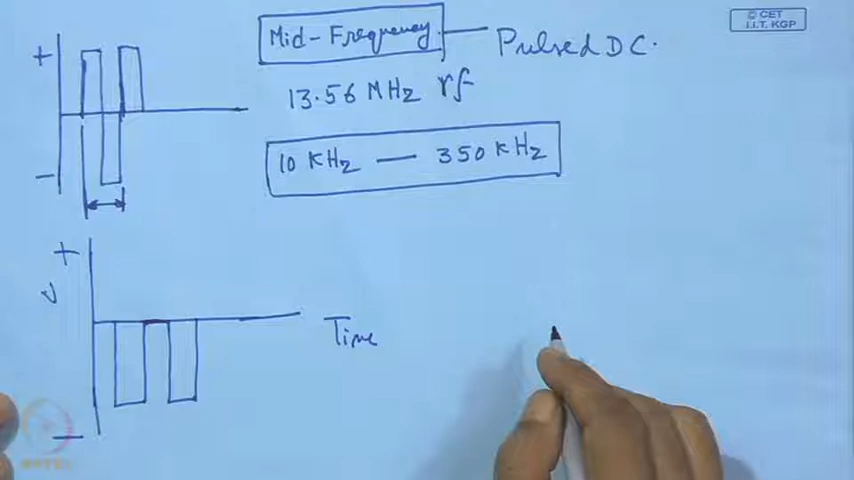 © CET
I.I.T. KGP
Mid-Frequency
Pulsed DC.
13.56 MHz rf
10 KHz — 350 KHz
+
-
+
V
Time
-